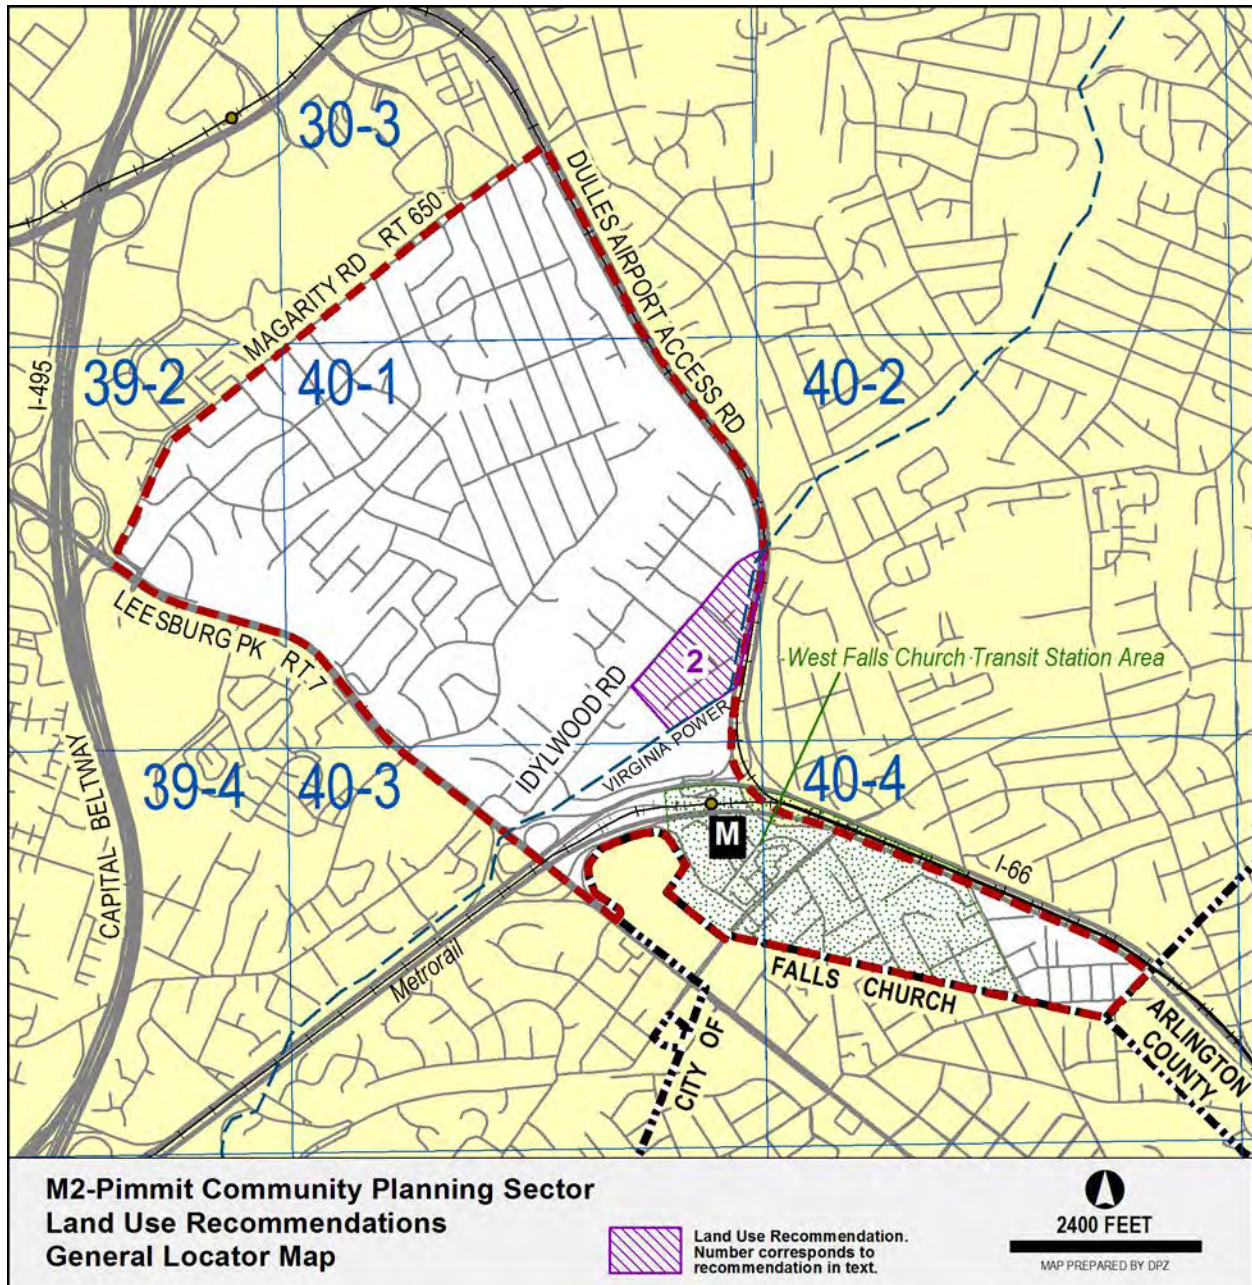 30-3
DULLES AIRPORT ACCESS RD
MAGARITY RD RT 650
I-495
39-2
40-1
40-2
LEESBURG PK RT 7
2
West Falls Church Transit Station Area
IDYLWOOD RD
VIRGINIA POWER
CAPITAL BELTWAY
39-4
40-3
40-4
M
I-66
Metrorail
FALLS CHURCH
CITY OF
ARLINGTON
COUNTY
M2-Pimmit Community Planning Sector
Land Use Recommendations
General Locator Map
Land Use Recommendation.
Number corresponds to
recommendation in text.
2400 FEET
MAP PREPARED BY DPZ